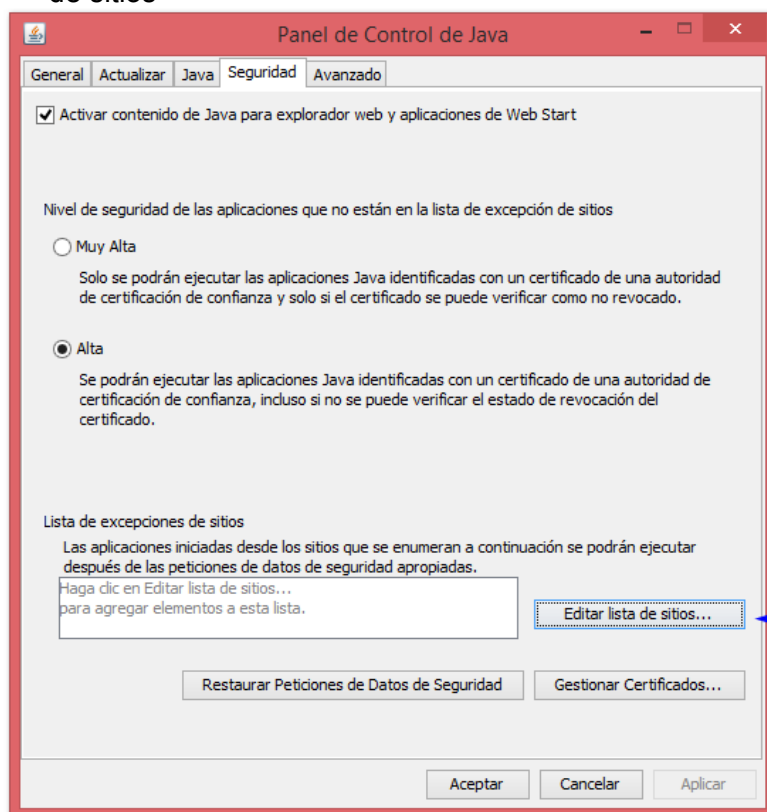 de sitios
Panel de Control de Java
General Actualizar Java Seguridad Avanzado
Activar contenido de Java para explorador web y aplicaciones de Web Start
Nivel de seguridad de las aplicaciones que no están en la lista de excepción de sitios
Muy Alta
Solo se podrán ejecutar las aplicaciones Java identificadas con un certificado de una autoridad
de certificación de confianza y solo si el certificado se puede verificar como no revocado.
Alta
Se podrán ejecutar las aplicaciones Java identificadas con un certificado de una autoridad de
certificación de confianza, incluso si no se puede verificar el estado de revocación del
certificado.
Lista de excepciones de sitios
Las aplicaciones iniciadas desde los sitios que se enumeran a continuación se podrán ejecutar
después de las peticiones de datos de seguridad apropiadas.
Haga clic en Editar lista de sitios...
para agregar elementos a esta lista.
Editar lista de sitios...
Restaurar Peticiones de Datos de Seguridad Gestionar Certificados...
Aceptar Cancelar Aplicar